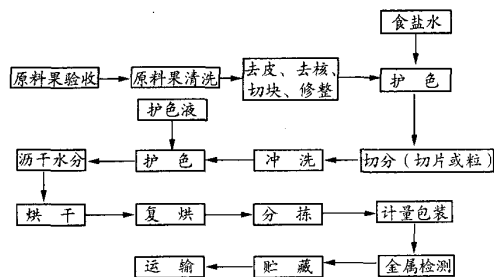 食盐水
原料果验收
原料果清洗
去皮、去核、
切块、修整
护色
护色液
沥干水分
护色
冲洗
切分(切片或粒)
烘干
复烘
分拣
计量包装
运输
贮藏
金属检测